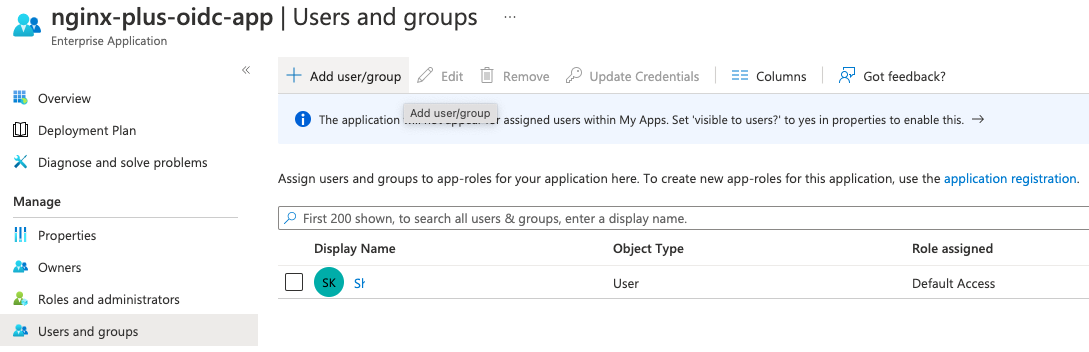 nginx-plus-oidc-app | Users and groups ...
Enterprise Application
«
Add user/group Edit Remove Update Credentials Columns Got feedback?
Add user/group
The application assigned users within My Apps. Set 'visible to users?' to yes in properties to enable this. →
Overview
Deployment Plan
Diagnose and solve problems
Manage
Properties
Owners
Roles and administrators
Users and groups
Assign users and groups to app-roles for your application here. To create new app-roles for this application, use the application registration.
First 200 shown, to search all users & groups, enter a display name.
Display Name Object Type Role assigned
SK Sh User Default Access